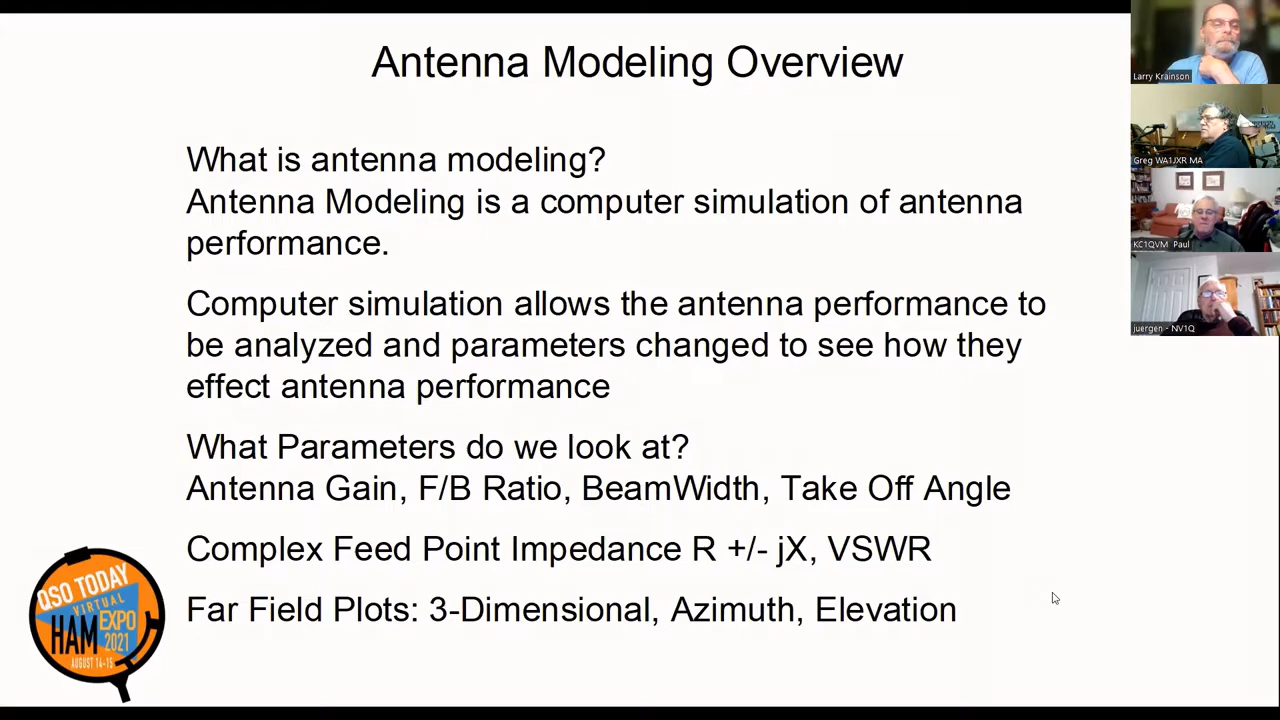 Antenna Modeling Overview
What is antenna modeling?
Antenna Modeling is a computer simulation of antenna
performance.
Computer simulation allows the antenna performance to
be analyzed and parameters changed to see how they
effect antenna performance
What Parameters do we look at?
Antenna Gain, F/B Ratio, BeamWidth, Take Off Angle
Complex Feed Point Impedance R +/- jX, VSWR
Far Field Plots: 3-Dimensional, Azimuth, Elevation
QSO TODAY
VIRTUAL
HAM
EXPO
2021
AUGUST 14-15
Larry Krainson
Greg WA1JXR MA
KC1QVM Paul
juergen - NV1Q